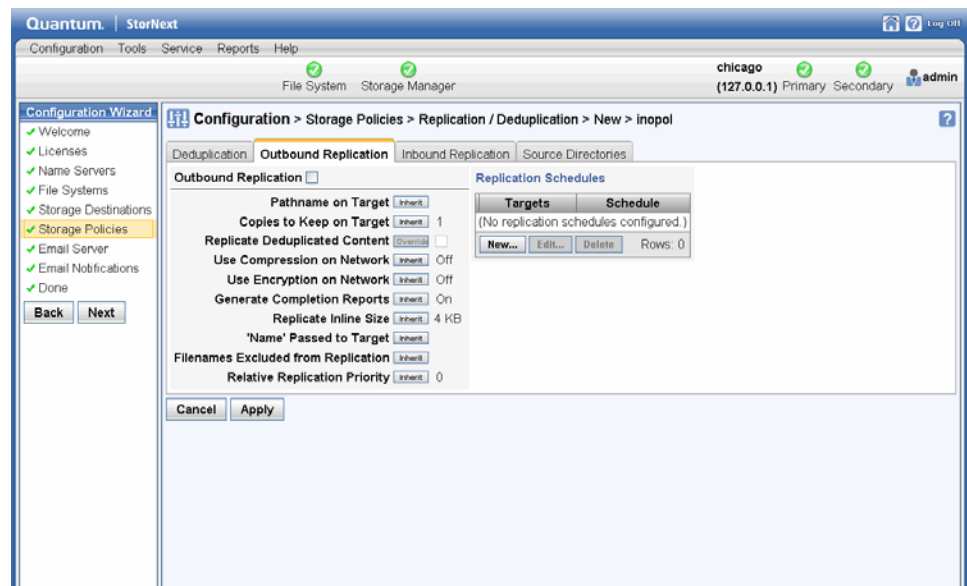 Quantum. | StorNext
Log Off
Configuration Tools Service Reports Help
File System Storage Manager
chicago
(127.0.0.1) Primary Secondary
admin
Configuration Wizard
Welcome
Licenses
Name Servers
File Systems
Storage Destinations
Storage Policies
Email Server
Email Notifications
Done
Back Next
Configuration > Storage Policies > Replication / Deduplication > New > inopol
?
Deduplication Outbound Replication Inbound Replication Source Directories
Outbound Replication
Pathname on Target Inherit
Copies to Keep on Target Inherit 1
Replicate Deduplicated Content Override
Use Compression on Network Inherit Off
Use Encryption on Network Inherit Off
Generate Completion Reports Inherit On
Replicate Inline Size Inherit 4 KB
'Name' Passed to Target Inherit
Filenames Excluded from Replication Inherit
Relative Replication Priority Inherit 0
Replication Schedules
Targets Schedule
(No replication schedules configured.)
New... Edit... Delete Rows: 0
Cancel Apply